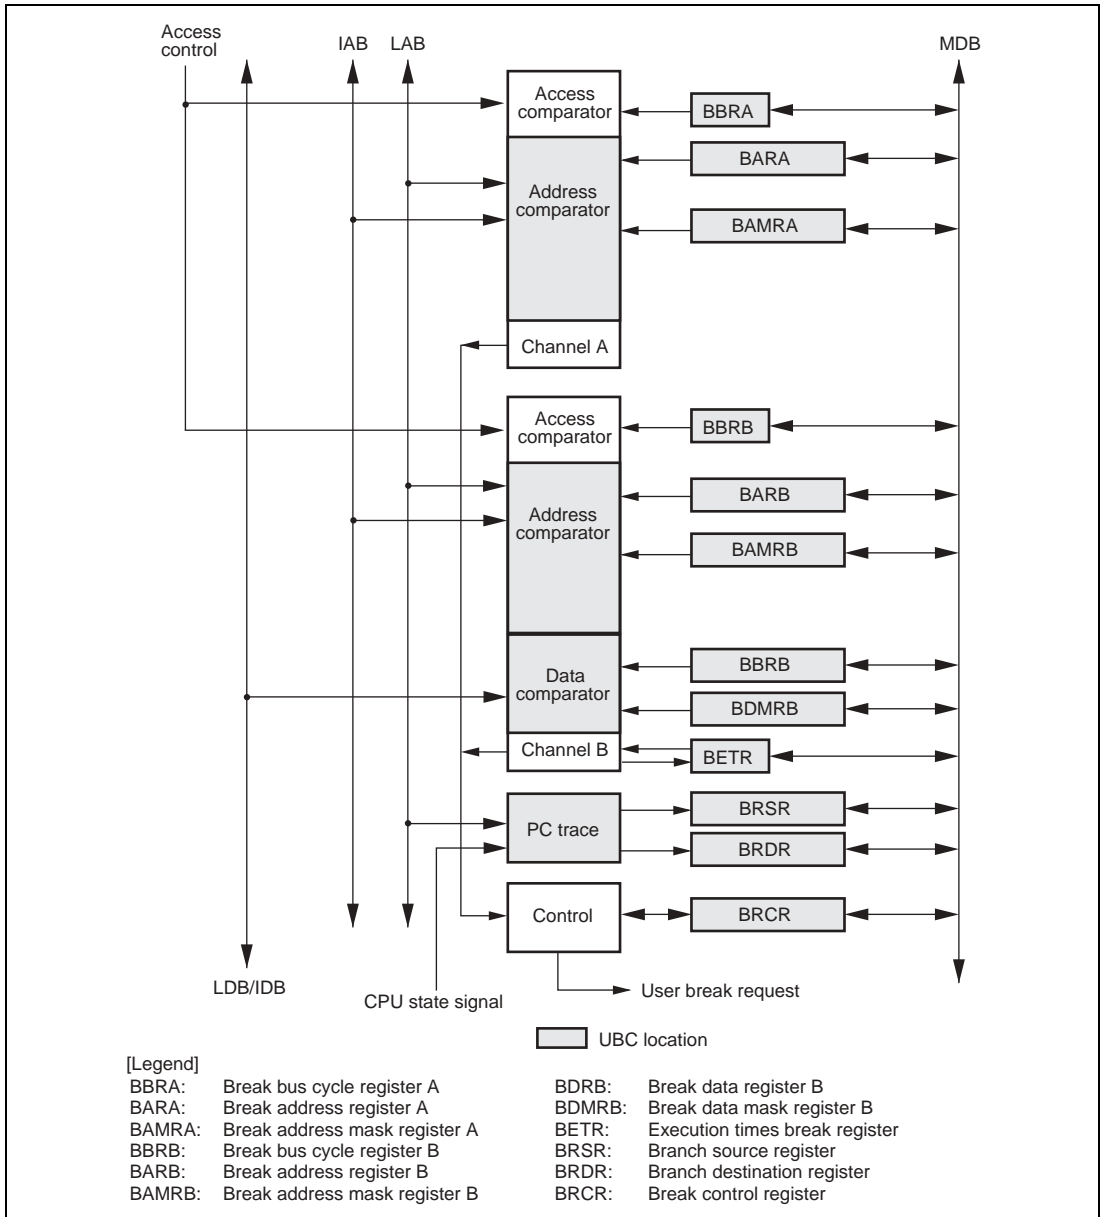 Access
control
IAB
LAB
MDB
Access
comparator
BBRA
BARA
Address
comparator
BAMRA
Channel A
Access
comparator
BBRB
BARB
Address
comparator
BAMRB
BBRB
Data
comparator
BDMRB
Channel B
BETR
BRSR
PC trace
BRDR
Control
BRCR
LDB/IDB
CPU state signal
User break request
UBC location
[Legend]
BBRA: Break bus cycle register A
BARA: Break address register A
BAMRA: Break address mask register A
BBRB: Break bus cycle register B
BARB: Break address register B
BAMRB: Break address mask register B
BDRB: Break data register B
BDMRB: Break data mask register B
BETR: Execution times break register
BRSR: Branch source register
BRDR: Branch destination register
BRCR: Break control register